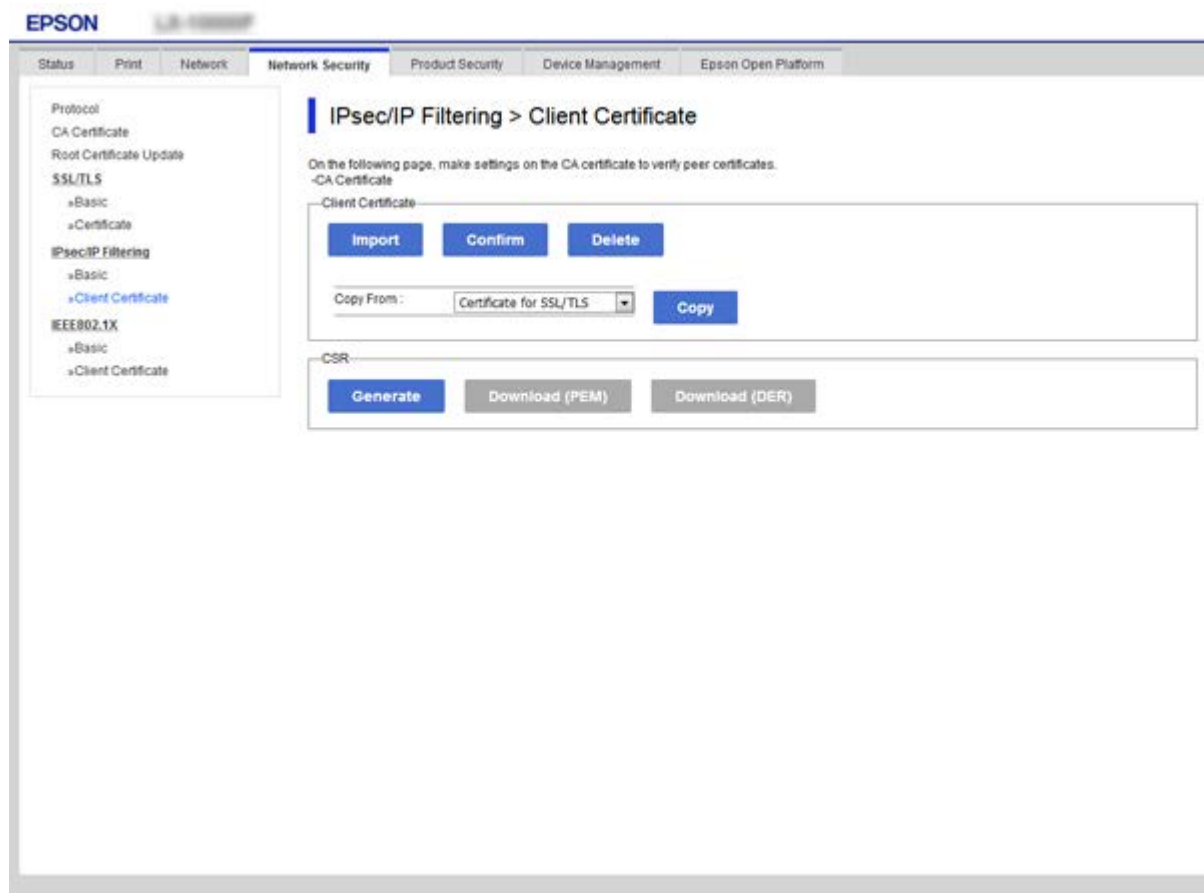 EPSON
Status Print Network Network Security Product Security Device Management Epson Open Platform
Protocol
CA Certificate
Root Certificate Update
SSL/TLS
»Basic
»Certificate
IPsec/IP Filtering
»Basic
»Client Certificate
IEEE802.1X
»Basic
»Client Certificate
IPsec/IP Filtering > Client Certificate
On the following page, make settings on the CA certificate to verify peer certificates.
-CA Certificate
Client Certificate
Import Confirm Delete
Copy From : Certificate for SSL/TLS Copy
CSR
Generate Download (PEM) Download (DER)